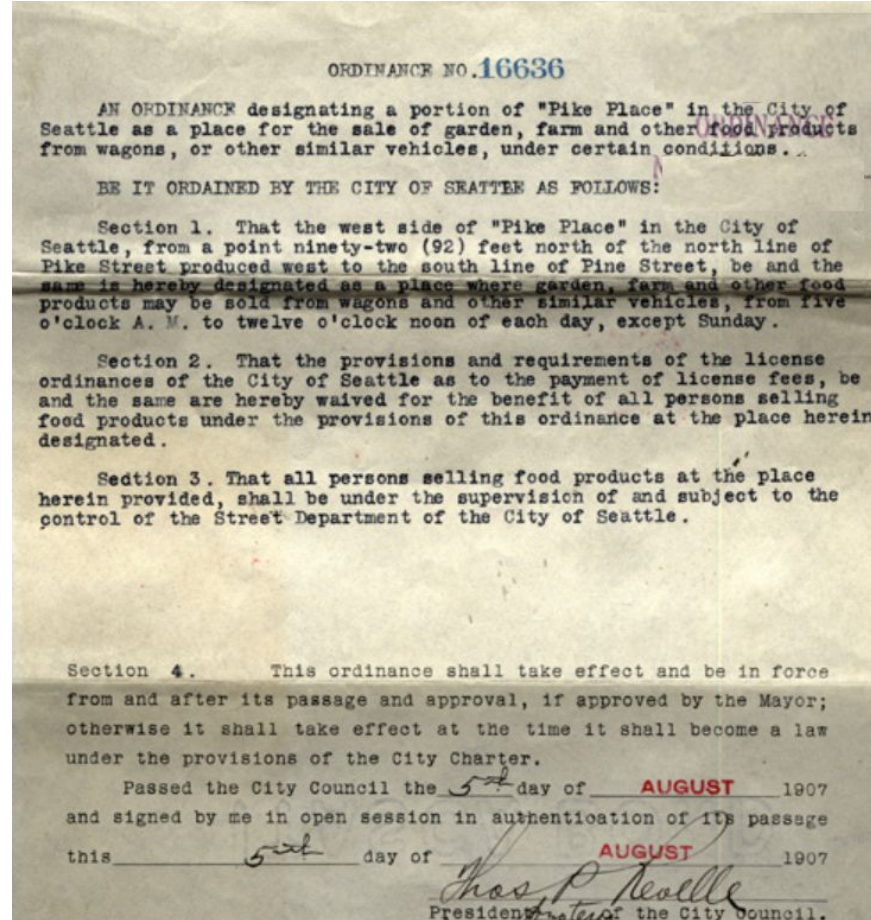 ORDINANCE NO. 16636
AN ORDINANCE designating a portion of "Pike Place" in the City of
Seattle as a place for the sale of garden, farm and other food products
ORDINANCE
from wagons, or other similar vehicles, under certain conditions.
BE IT ORDAINED BY THE CITY OF SEATTLE AS FOLLOWS:
Section 1. That the west side of "Pike Place" in the City of
Seattle, from a point ninety-two (92) feet north of the north line of
Pike Street produced west to the south line of Pine Street, be and the
same is hereby designated as a place where garden, farm and other food
products may be sold from wagons and other similar vehicles, from five
o'clock A. M. to twelve o'clock noon of each day, except Sunday.
Section 2. That the provisions and requirements of the license
ordinances of the City of Seattle as to the payment of license fees, be
and the same are hereby waived for the benefit of all persons selling
food products under the provisions of this ordinance at the place herein
designated.
Sedtion 3. That all persons selling food products at the place
herein provided, shall be under the supervision of and subject to the
control of the Street Department of the City of Seattle.
Section 4. This ordinance shall take effect and be in force
from and after its passage and approval, if approved by the Mayor;
otherwise it shall take effect at the time it shall become a law
under the provisions of the City Charter.
Passed the City Council the 5th day of AUGUST 1907
and signed by me in open session in authentication of its passage
this 5th day of AUGUST 1907
Thos P Revelle
President of the City Council.